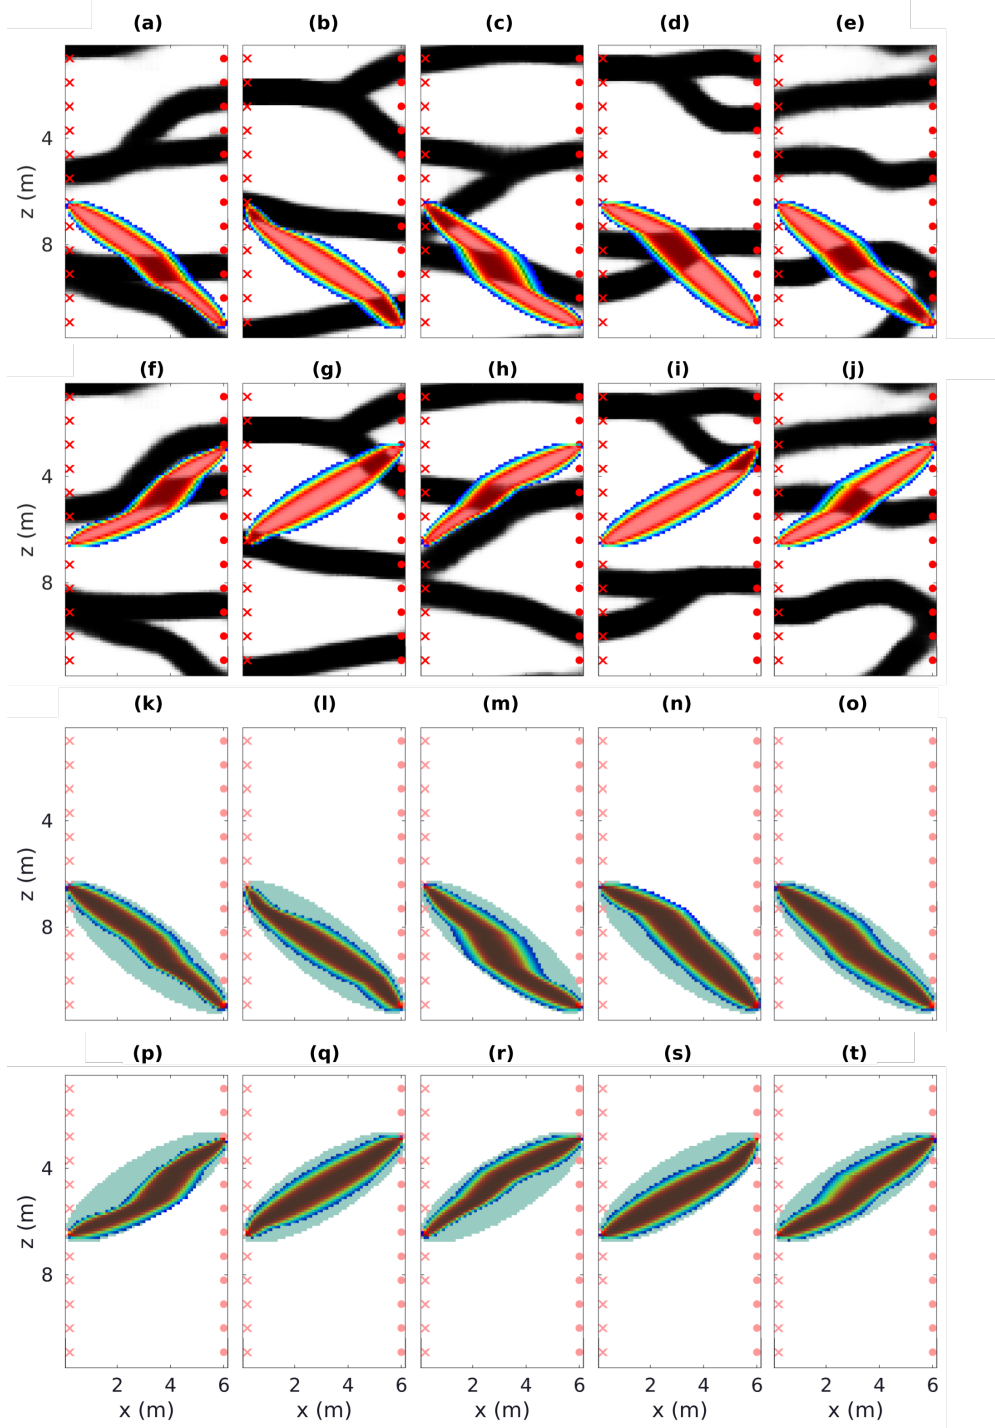 (a) (b) (c) (d) (e)
4
z (m)
8
(f) (g) (h) (i) (j)
4
z (m)
8
(k) (l) (m) (n) (o)
4
z (m)
8
(p) (q) (r) (s) (t)
4
z (m)
8
2 4 6 2 4 6 2 4 6 2 4 6 2 4 6
x (m) x (m) x (m) x (m) x (m)